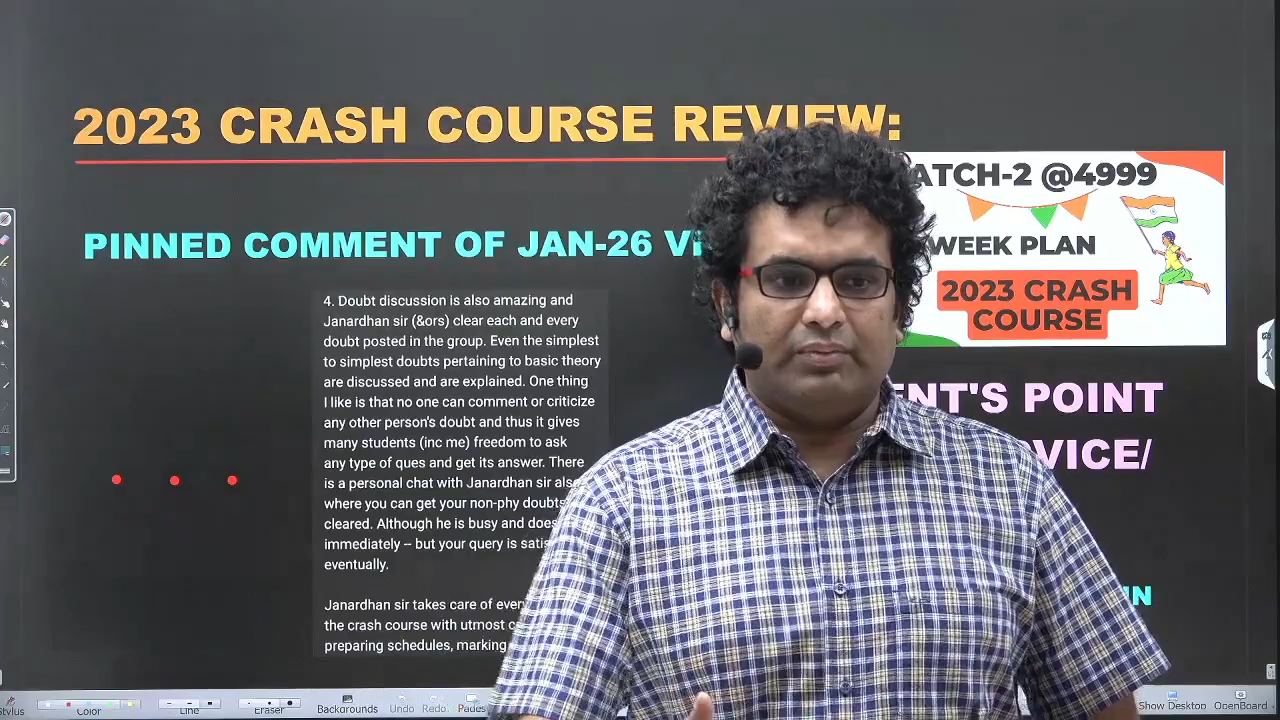 2023 CRASH COURSE REVIEW:
ATCH-2 @4999
PINNED COMMENT OF JAN-26
WEEK PLAN
2023 CRASH
COURSE
4. Doubt discussion is also amazing and
Janardhan sir (&ors) clear each and every
doubt posted in the group. Even the simplest
to simplest doubts pertaining to basic theory
are discussed and are explained. One thing
I like is that no one can comment or criticize
any other person's doubt and thus it gives
many students (inc me) freedom to ask
any type of ques and get its answer. There
is a personal chat with Janardhan sir also
where you can get your non-phy doubts
cleared. Although he is busy and does
immediately -- but your query is satis
eventually.
Janardhan sir takes care of ever
the crash course with utmost c
preparing schedules, marking
ENT'S POINT
VICE/
IN
Stylus
Color
Line
Eraser
Backgrounds
Undo
Redo
Pages
Show Desktop
OpenBoard